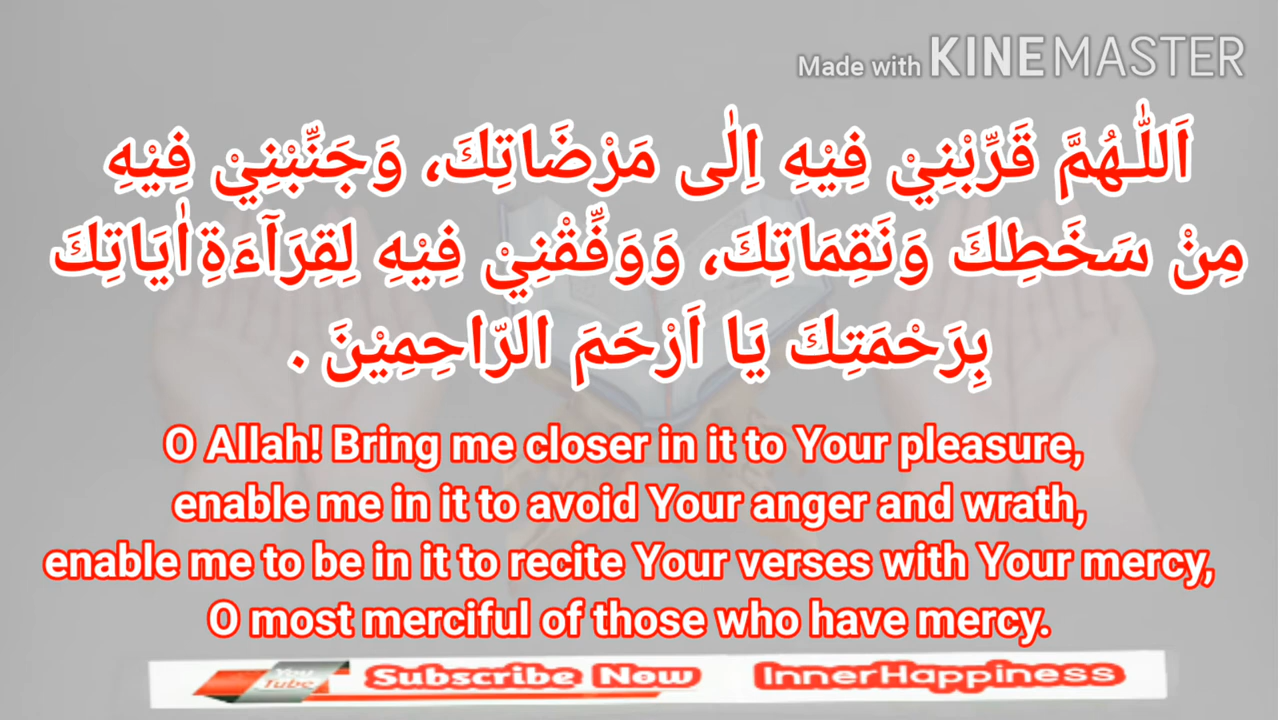 Made with KINEMASTER
اَللّٰهُمَّ قَرِّبْنِيْ فِيْهِ اِلٰى مَرْضَاتِكَ، وَجَنِّبْنِيْ فِيْهِ
مِنْ سَخَطِكَ وَنَقِمَاتِكَ، وَوَفِّقْنِيْ فِيْهِ لِقِرَآءَةِ اٰيَاتِكَ
بِرَحْمَتِكَ يَا اَرْحَمَ الرّاحِمِيْنَ .
O Allah! Bring me closer in it to Your pleasure,
enable me in it to avoid Your anger and wrath,
enable me to be in it to recite Your verses with Your mercy,
O most merciful of those who have mercy.
You Tube Subscribe Now InnerHappiness